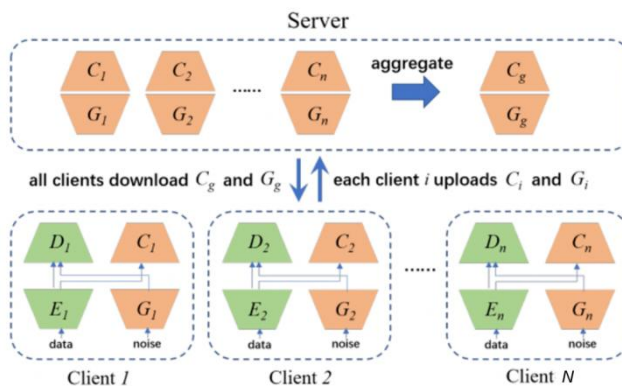 Server
C1 C2 Cn aggregate Cg
......
G1 G2 Gn Gg
all clients download Cg and Gg each client i uploads Ci and Gi
D1 C1 D2 C2 Dn Cn
......
E1 G1 E2 G2 En Gn
data noise data noise data noise
Client 1 Client 2 Client N